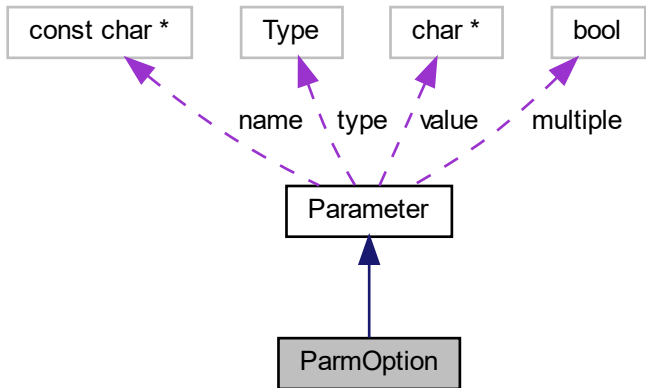 const char *
Type
char *
bool
name
type
value
multiple
Parameter
ParmOption